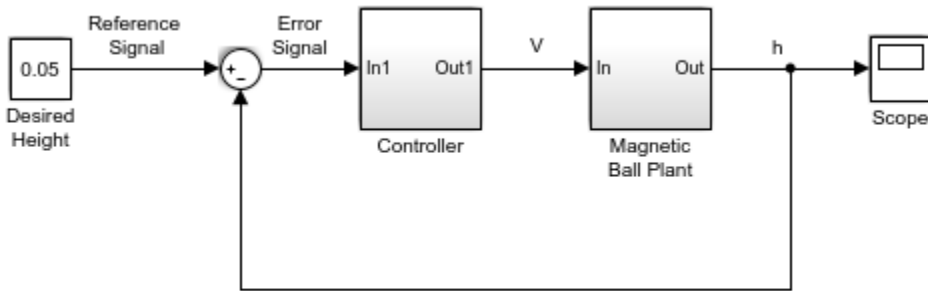 Reference
Signal
Error
Signal
0.05
+
−
In1
Out1
V
In
Out
h
Desired
Height
Controller
Magnetic
Ball Plant
Scope